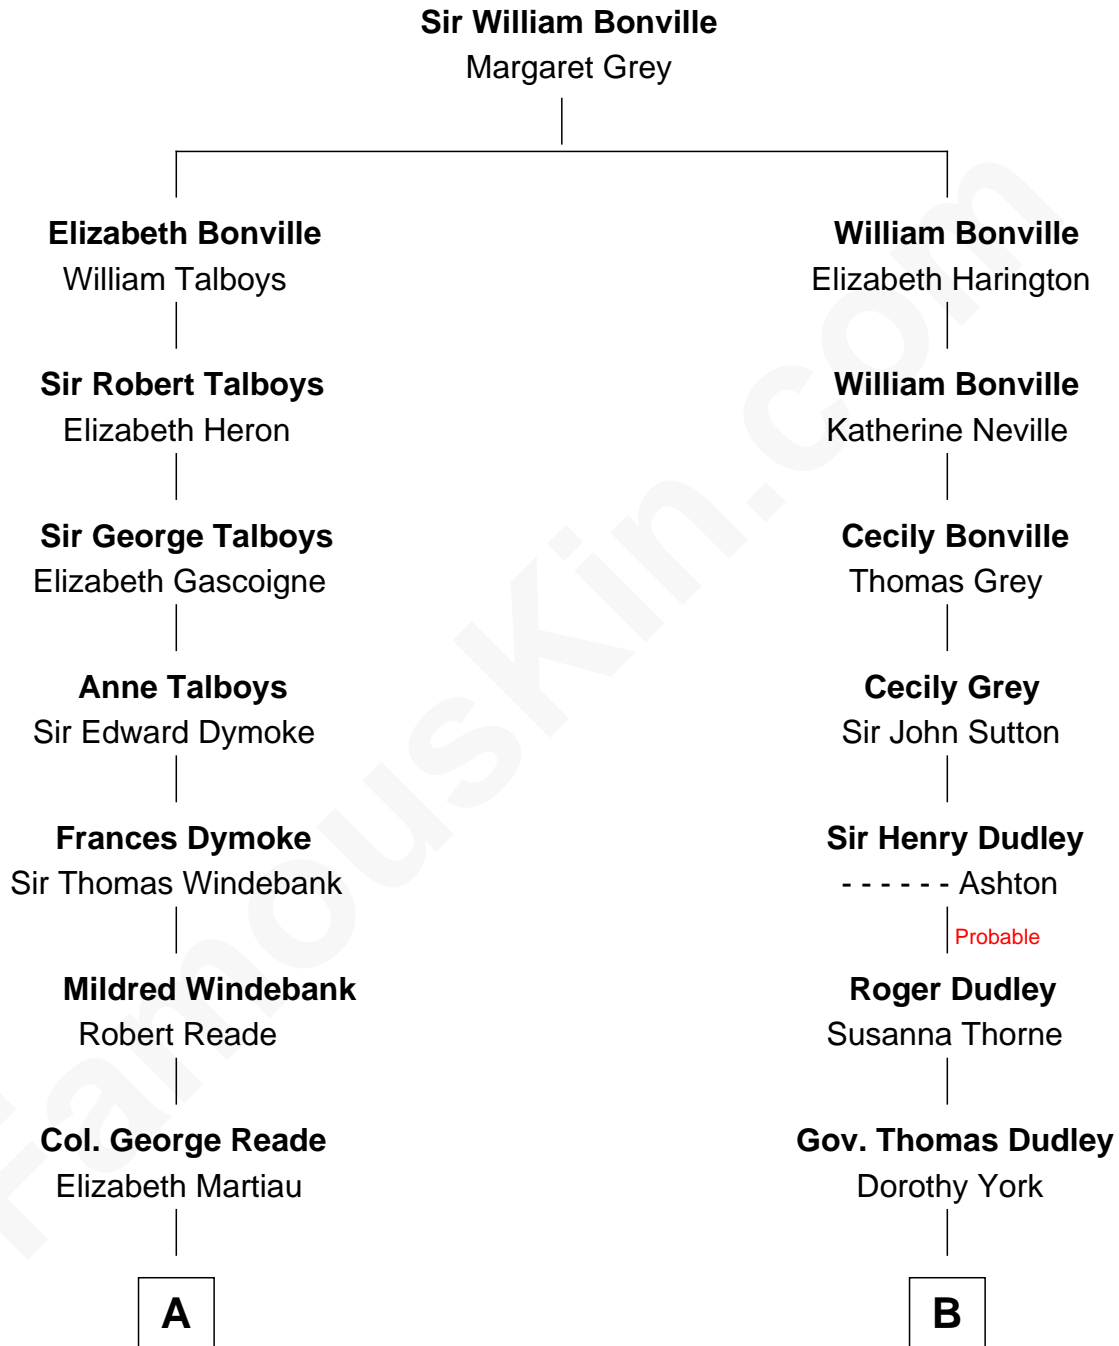 Sir William Bonville
Margaret Grey
Elizabeth Bonville
William Talboys
William Bonville
Elizabeth Harington
Sir Robert Talboys
Elizabeth Heron
William Bonville
Katherine Neville
Sir George Talboys
Elizabeth Gascoigne
Cecily Bonville
Thomas Grey
Anne Talboys
Sir Edward Dymoke
Cecily Grey
Sir John Sutton
Frances Dymoke
Sir Thomas Windebank
Sir Henry Dudley
- - - - - - Ashton
Probable
Mildred Windebank
Robert Reade
Roger Dudley
Susanna Thorne
Col. George Reade
Elizabeth Martiau
Gov. Thomas Dudley
Dorothy York
A
B
FamousKin.com